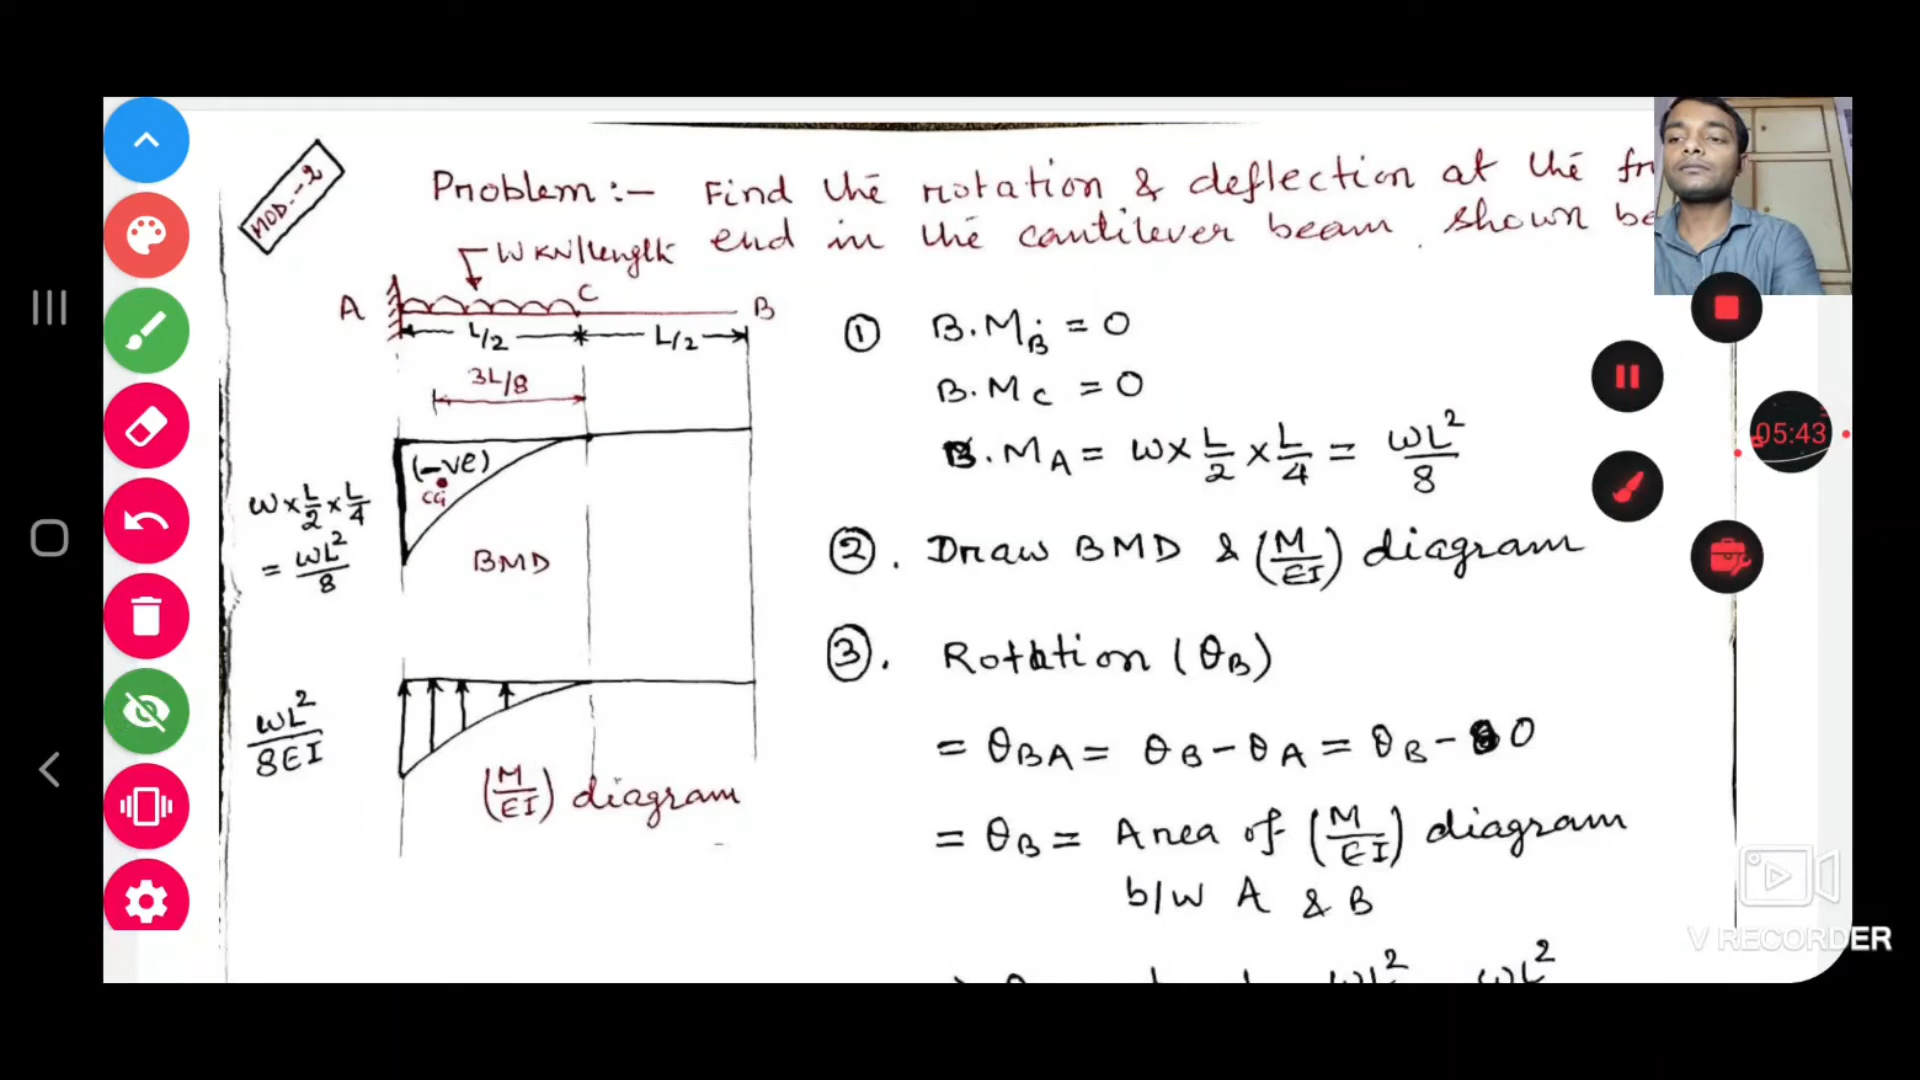 MOD.-2
Problem :- Find the rotation & deflection at the fr
end in the cantilever beam. shown be
W KN/length
A
C
B
L/2
L/2
3L/8
(-ve)
CG
W×L/2×L/4
= WL²/8
BMD
WL²/8EI
(M/EI) diagram
① B.M_B = 0
B.M_C = 0
B.M_A = W×L/2×L/4 = WL²/8
②. Draw BMD & (M/EI) diagram
③. Rotation (θ_B)
= θ_BA = θ_B - θ_A = θ_B - 0
= θ_B = Area of (M/EI) diagram
b/w A & B
05:43
V RECORDER